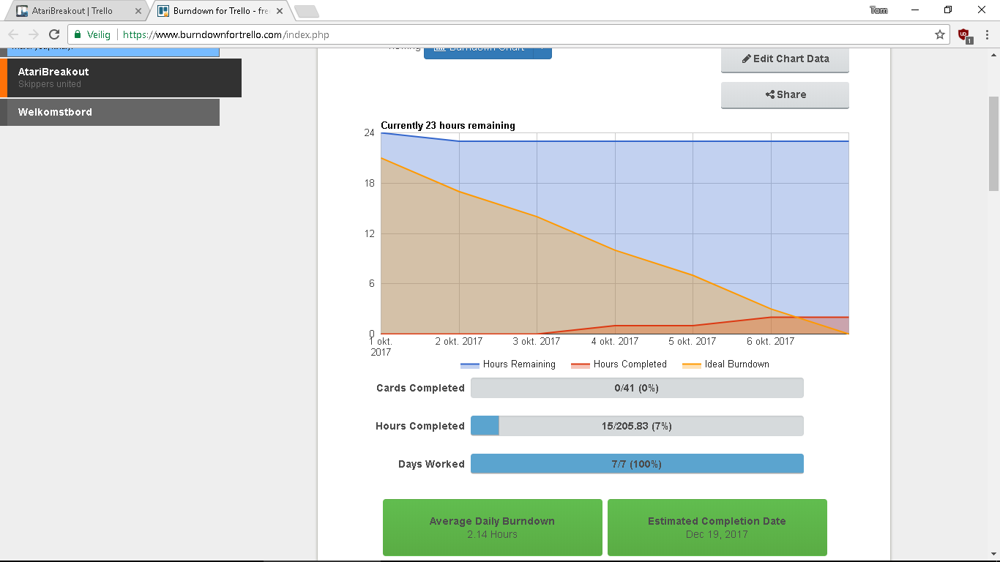 AtariBreakout | Trello
Burndown for Trello - fre
Tom
Veilig
https://www.burndownfortrello.com/index.php
1
Burndown Chart
AtariBreakout
Skippers united
Welkomstbord
Edit Chart Data
Share
Currently 23 hours remaining
24
18
12
6
0
1 okt. 2 okt. 2017 3 okt. 2017 4 okt. 2017 5 okt. 2017 6 okt. 2017
2017
Hours Remaining Hours Completed Ideal Burndown
Cards Completed 0/41 (0%)
Hours Completed 15/205.83 (7%)
Days Worked 7/7 (100%)
Average Daily Burndown
2.14 Hours
Estimated Completion Date
Dec 19, 2017